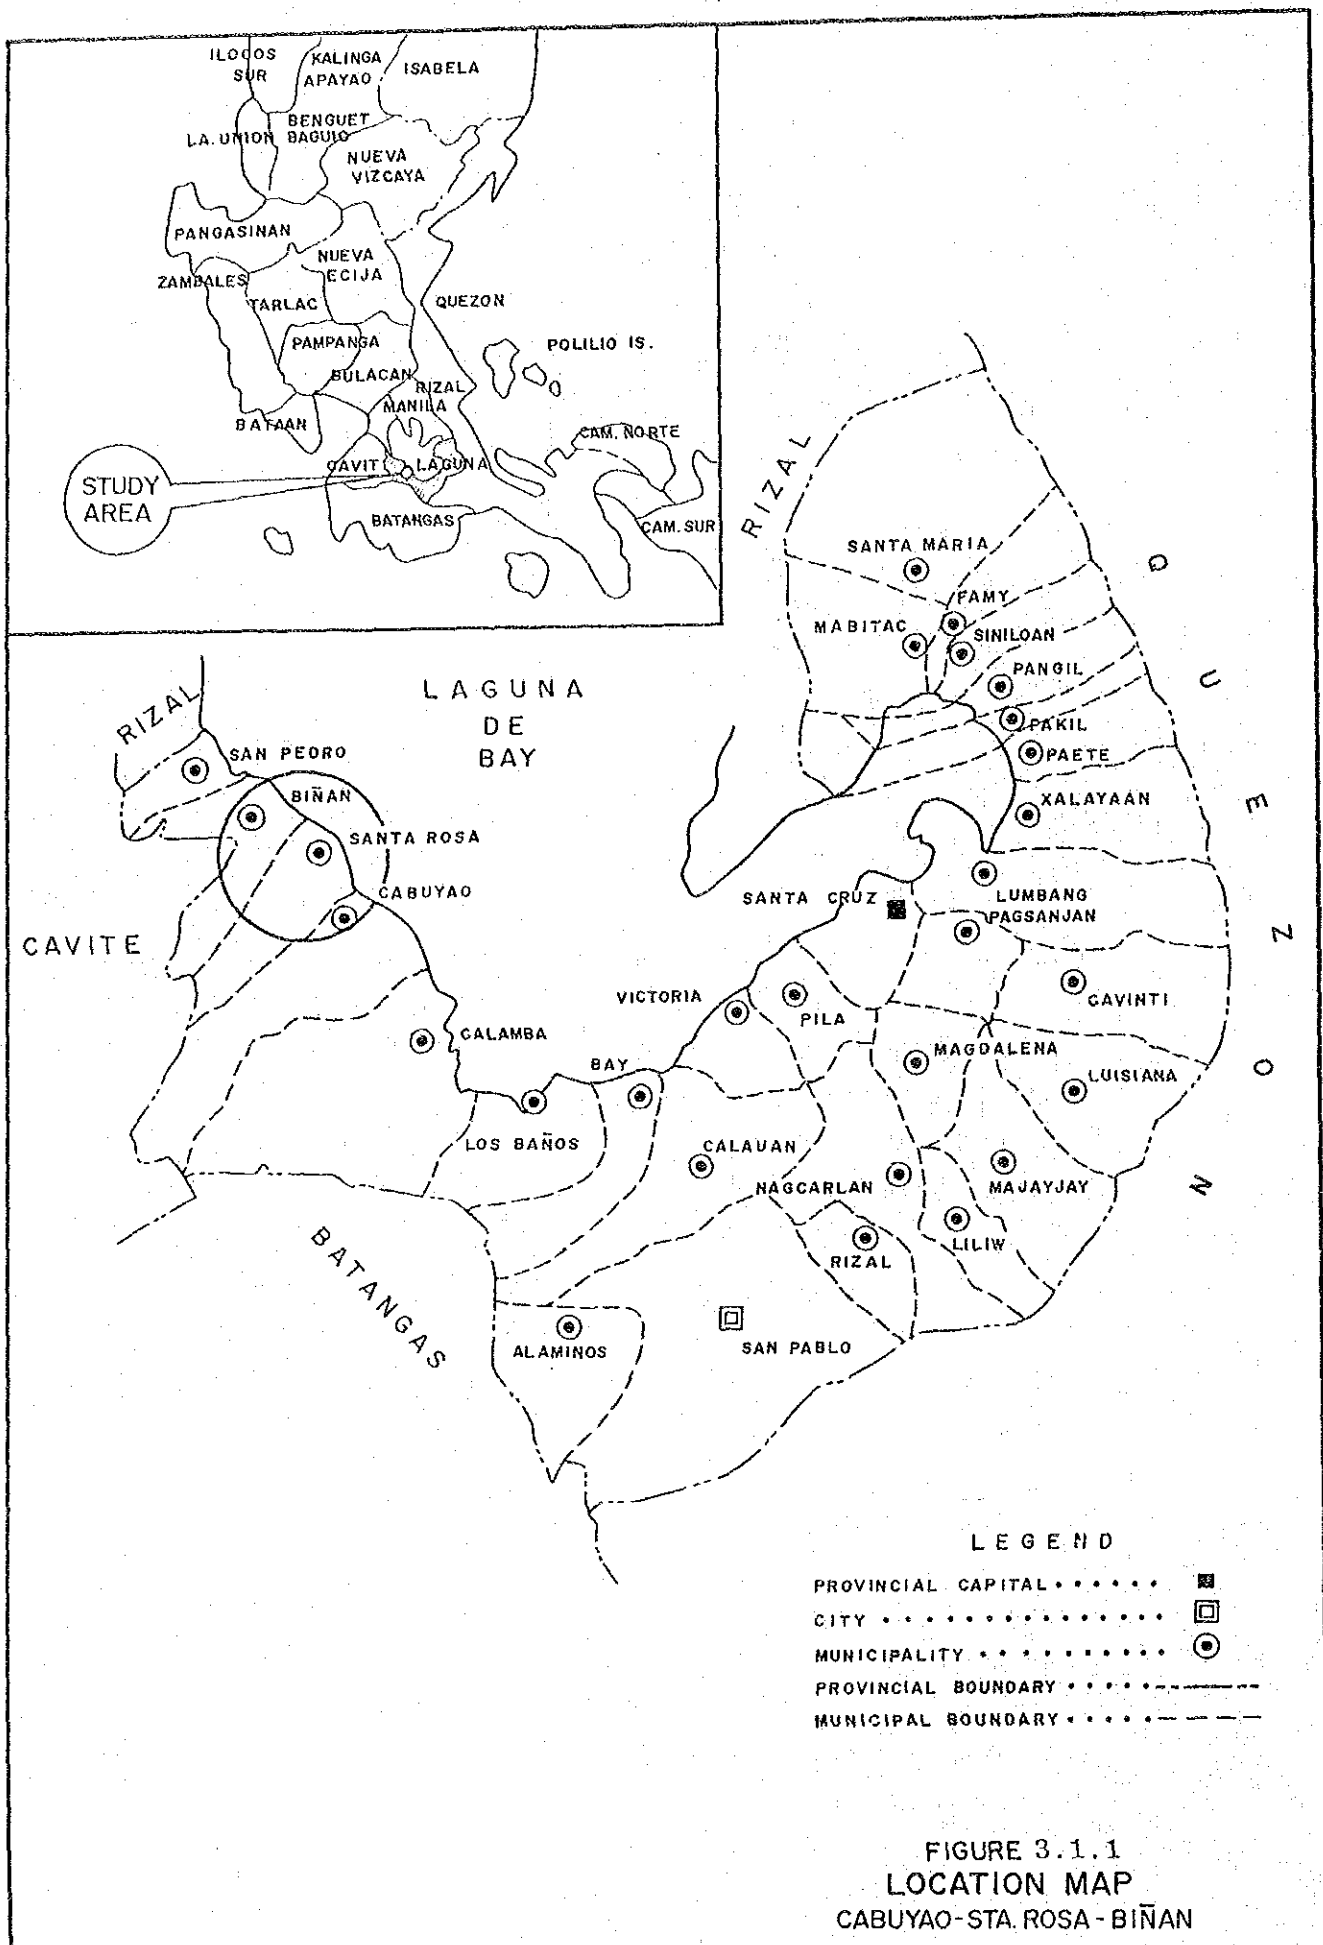 ILOCOS
SUR
KALINGA
APAYAO
ISABELA
LA. UNION
BENGUET
BAGUIO
NUEVA
VIZCAYA
PANGASINAN
NUEVA
ECIJA
ZAMBALES
TARLAC
QUEZON
PAMPANGA
POLILIO IS.
BULACAN
RIZAL
MANILA
BATAAN
CAM. NORTE
CAVITE
LAGUNA
STUDY
AREA
BATANGAS
CAM. SUR
RIZAL
SANTA MARIA
FAMY
MABITAC
SINILOAN
PANGIL
PAKIL
PAETE
XALAYAAN
QUEZON
LAGUNA
DE
BAY
RIZAL
SAN PEDRO
BIÑAN
SANTA ROSA
CABUYAO
CAVITE
SANTA CRUZ
LUMBANG
PAGSANJAN
CAVINTI
VICTORIA
PILA
CALAMBA
BAY
MAGDALENA
LUISIANA
LOS BAÑOS
CALAUAN
NAGCARLAN
MAJAYJAY
LILIW
RIZAL
BATANGAS
ALAMINOS
SAN PABLO
LEGEND
PROVINCIAL CAPITAL ......
CITY ..............
MUNICIPALITY ..........
PROVINCIAL BOUNDARY .....
MUNICIPAL BOUNDARY .....
FIGURE 3.1.1
LOCATION MAP
CABUYAO-STA. ROSA-BIÑAN